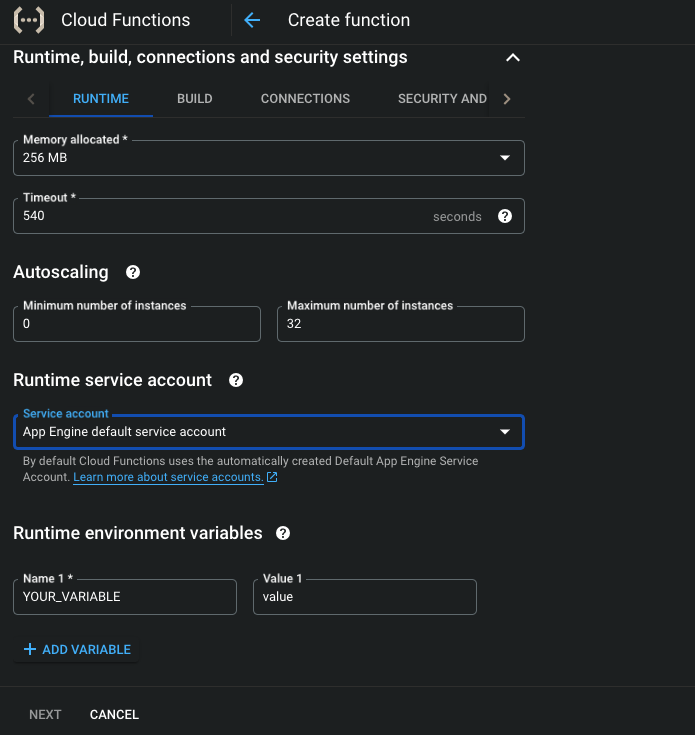 Cloud Functions Create function
Runtime, build, connections and security settings
RUNTIME BUILD CONNECTIONS SECURITY AND
Memory allocated *
256 MB
Timeout *
540 seconds
Autoscaling
Minimum number of instances Maximum number of instances
0 32
Runtime service account
Service account
App Engine default service account
By default Cloud Functions uses the automatically created Default App Engine Service
Account. Learn more about service accounts.
Runtime environment variables
Name 1 * Value 1
YOUR_VARIABLE value
+ ADD VARIABLE
NEXT CANCEL